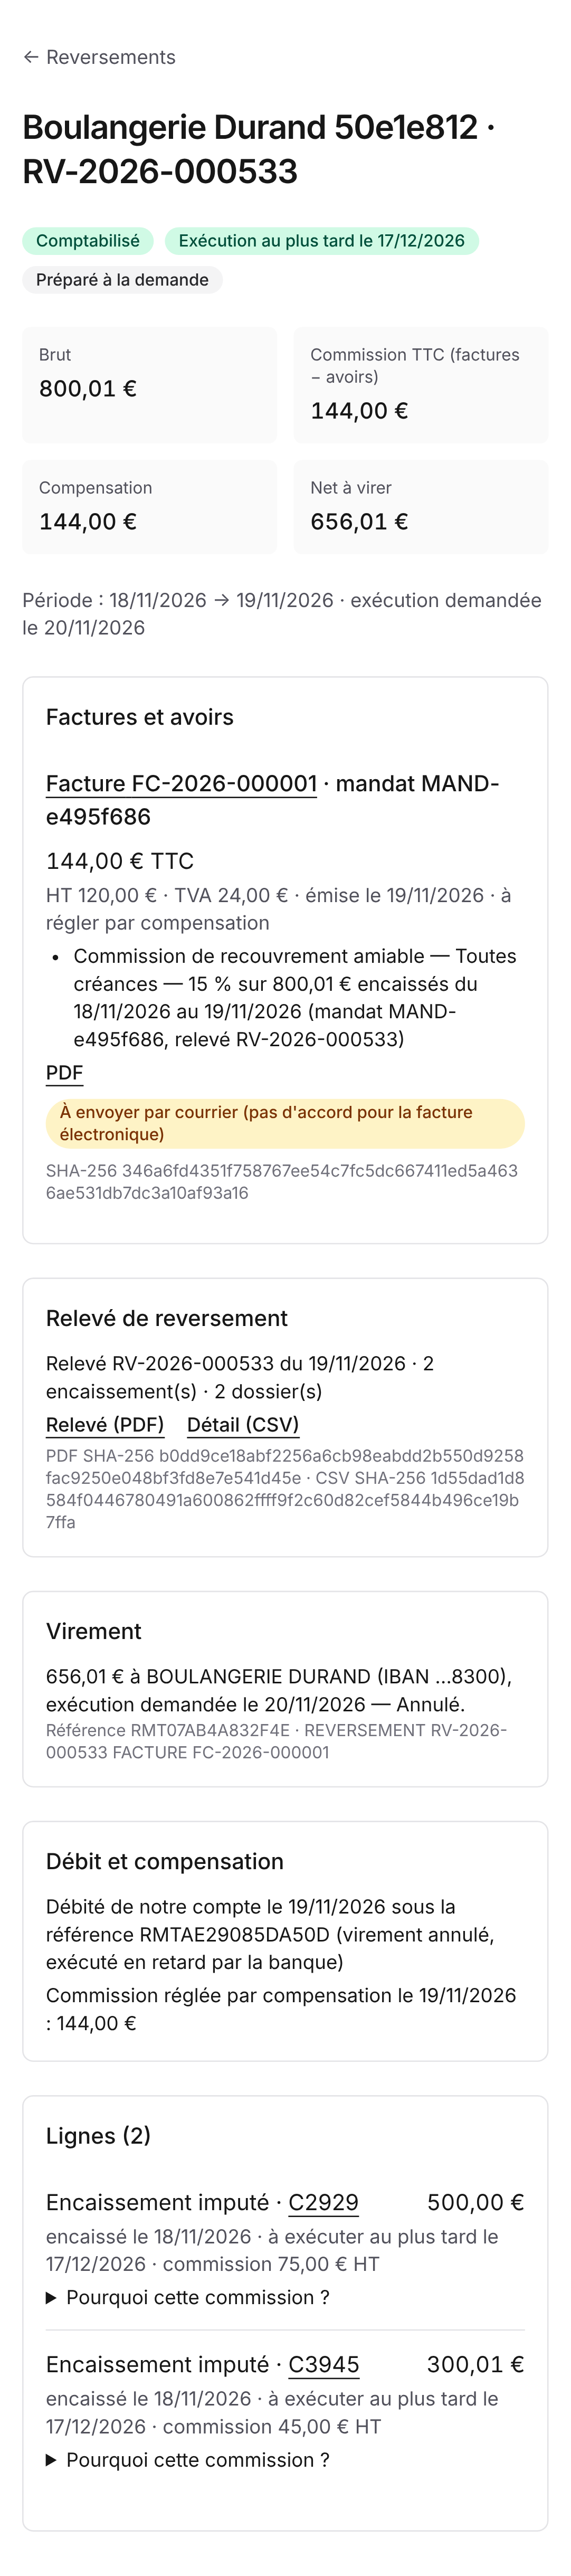 ← Reversements
Boulangerie Durand 50e1e812 ·
RV-2026-000533
Comptabilisé
Exécution au plus tard le 17/12/2026
Préparé à la demande
Brut
800,01 €
Commission TTC (factures
− avoirs)
144,00 €
Compensation
144,00 €
Net à virer
656,01 €
Période : 18/11/2026 → 19/11/2026 · exécution demandée
le 20/11/2026
Factures et avoirs
Facture FC-2026-000001 · mandat MAND-
e495f686
144,00 € TTC
HT 120,00 € · TVA 24,00 € · émise le 19/11/2026 · à
régler par compensation
• Commission de recouvrement amiable — Toutes
créances — 15 % sur 800,01 € encaissés du
18/11/2026 au 19/11/2026 (mandat MAND-
e495f686, relevé RV-2026-000533)
PDF
À envoyer par courrier (pas d'accord pour la facture
électronique)
SHA-256 346a6fd4351f758767ee54c7fc5dc667411ed5a463
6ae531db7dc3a10af93a16
Relevé de reversement
Relevé RV-2026-000533 du 19/11/2026 · 2
encaissement(s) · 2 dossier(s)
Relevé (PDF) Détail (CSV)
PDF SHA-256 b0dd9ce18abf2256a6cb98eabdd2b550d9258
fac9250e048bf3fd8e7e541d45e · CSV SHA-256 1d55dad1d8
584f0446780491a600862ffff9f2c60d82cef5844b496ce19b
7ffa
Virement
656,01 € à BOULANGERIE DURAND (IBAN …8300),
exécution demandée le 20/11/2026 — Annulé.
Référence RMT07AB4A832F4E · REVERSEMENT RV-2026-
000533 FACTURE FC-2026-000001
Débit et compensation
Débité de notre compte le 19/11/2026 sous la
référence RMTAE29085DA50D (virement annulé,
exécuté en retard par la banque)
Commission réglée par compensation le 19/11/2026
: 144,00 €
Lignes (2)
Encaissement imputé · C2929 500,00 €
encaissé le 18/11/2026 · à exécuter au plus tard le
17/12/2026 · commission 75,00 € HT
▶ Pourquoi cette commission ?
Encaissement imputé · C3945 300,01 €
encaissé le 18/11/2026 · à exécuter au plus tard le
17/12/2026 · commission 45,00 € HT
▶ Pourquoi cette commission ?